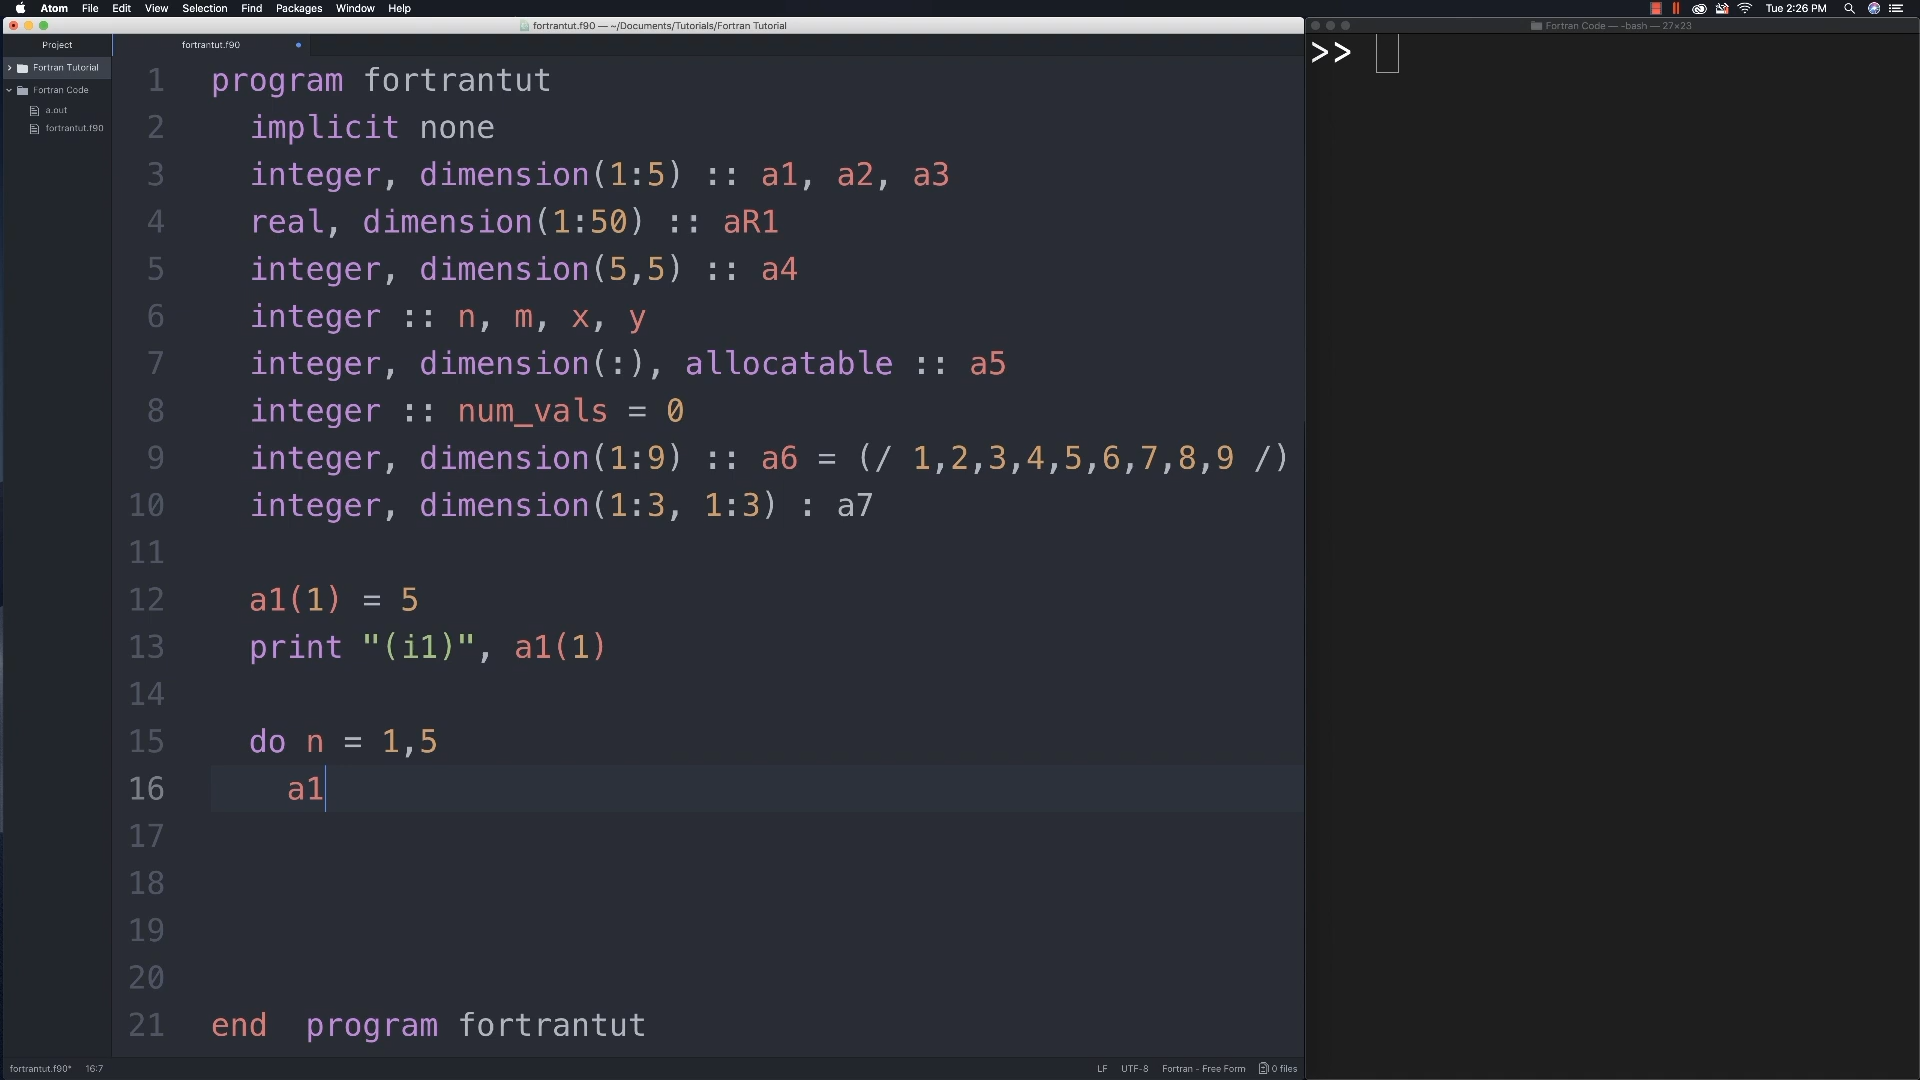 Atom File Edit View Selection Find Packages Window Help
Tue 2:26 PM
fortrantut.f90 — ~/Documents/Tutorials/Fortran Tutorial
Fortran Code — -bash — 27×23
Project
fortrantut.f90
Fortran Tutorial
Fortran Code
a.out
fortrantut.f90
>>
1 program fortrantut
2 implicit none
3 integer, dimension(1:5) :: a1, a2, a3
4 real, dimension(1:50) :: aR1
5 integer, dimension(5,5) :: a4
6 integer :: n, m, x, y
7 integer, dimension(:), allocatable :: a5
8 integer :: num_vals = 0
9 integer, dimension(1:9) :: a6 = (/ 1,2,3,4,5,6,7,8,9 /)
10 integer, dimension(1:3, 1:3) : a7
11
12 a1(1) = 5
13 print "(i1)", a1(1)
14
15 do n = 1,5
16 a1
17
18
19
20
21 end  program fortrantut
fortrantut.f90* 16:7
LF UTF-8 Fortran - Free Form 0 files